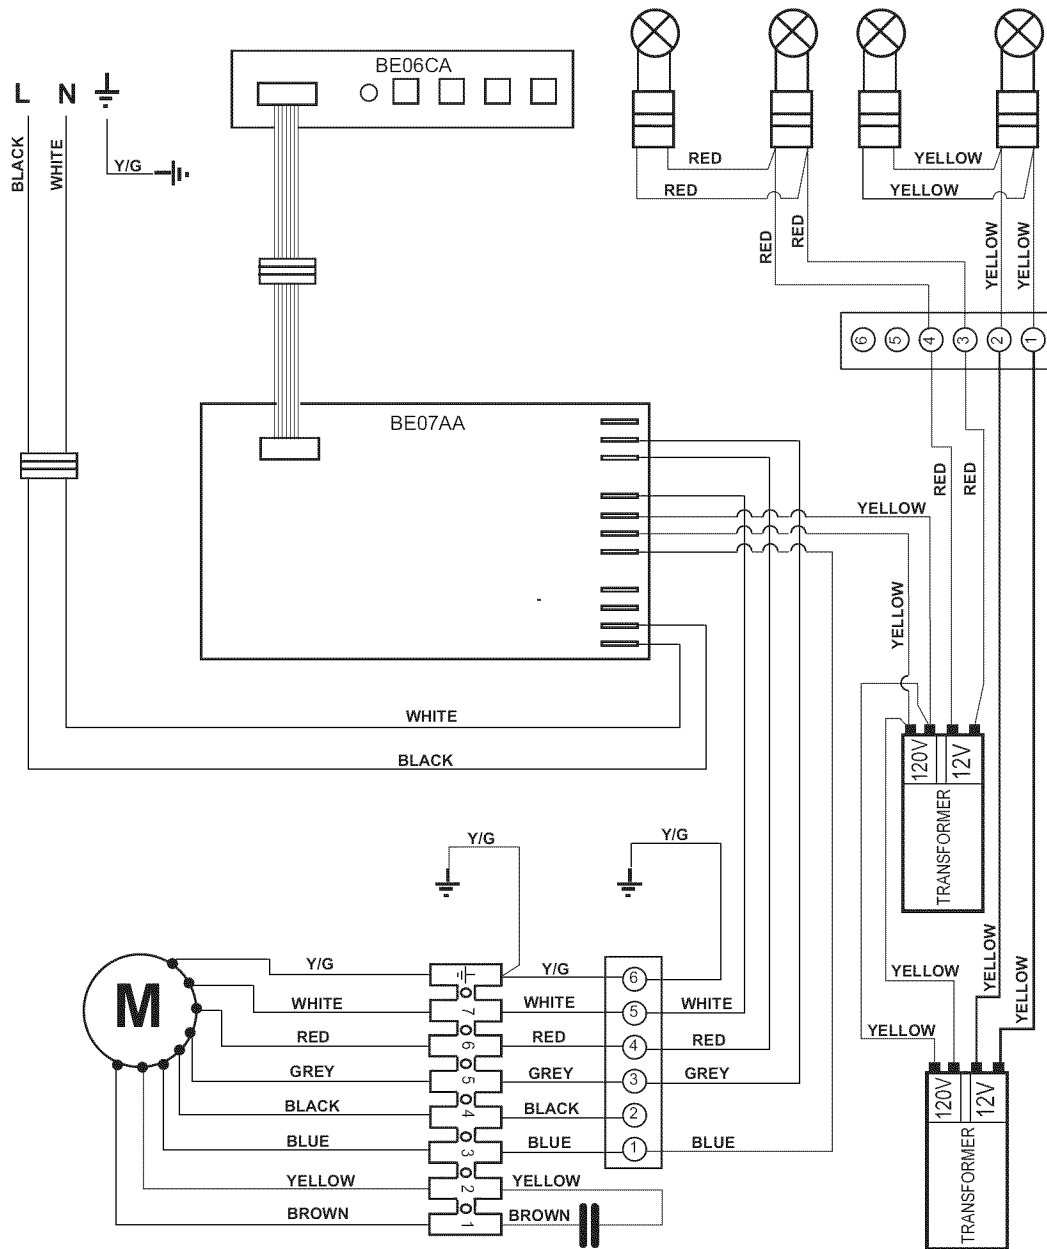 L N
BLACK
WHITE
Y/G
BE06CA
RED
RED
YELLOW
YELLOW
RED
RED
YELLOW
YELLOW
6 5 4 3 2 1
BE07AA
RED
RED
YELLOW
YELLOW
WHITE
BLACK
120V
12V
TRANSFORMER
Y/G
Y/G
YELLOW
YELLOW
YELLOW
YELLOW
120V
12V
TRANSFORMER
M
Y/G Y/G 6
WHITE 7 WHITE 5 WHITE
RED 6 RED 4 RED
GREY 5 GREY 3 GREY
BLACK 4 BLACK 2
BLUE 3 BLUE 1 BLUE
YELLOW 2 YELLOW
BROWN 1 BROWN